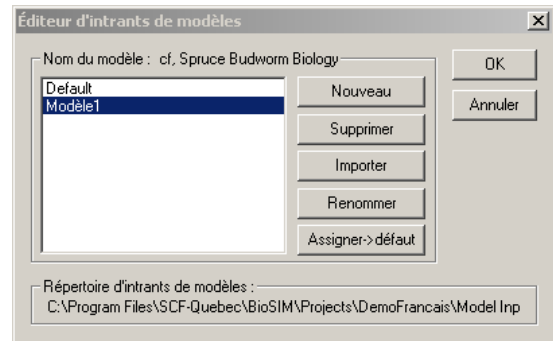 Éditeur d'intrants de modèles
Nom du modèle : cf, Spruce Budworm Biology
Default
Modèle1
Nouveau
Supprimer
Importer
Renommer
Assigner->défaut
OK
Annuler
Répertoire d'intrants de modèles :
C:\Program Files\SCF-Quebec\BioSIM\Projects\DemoFrancais\Model Inp